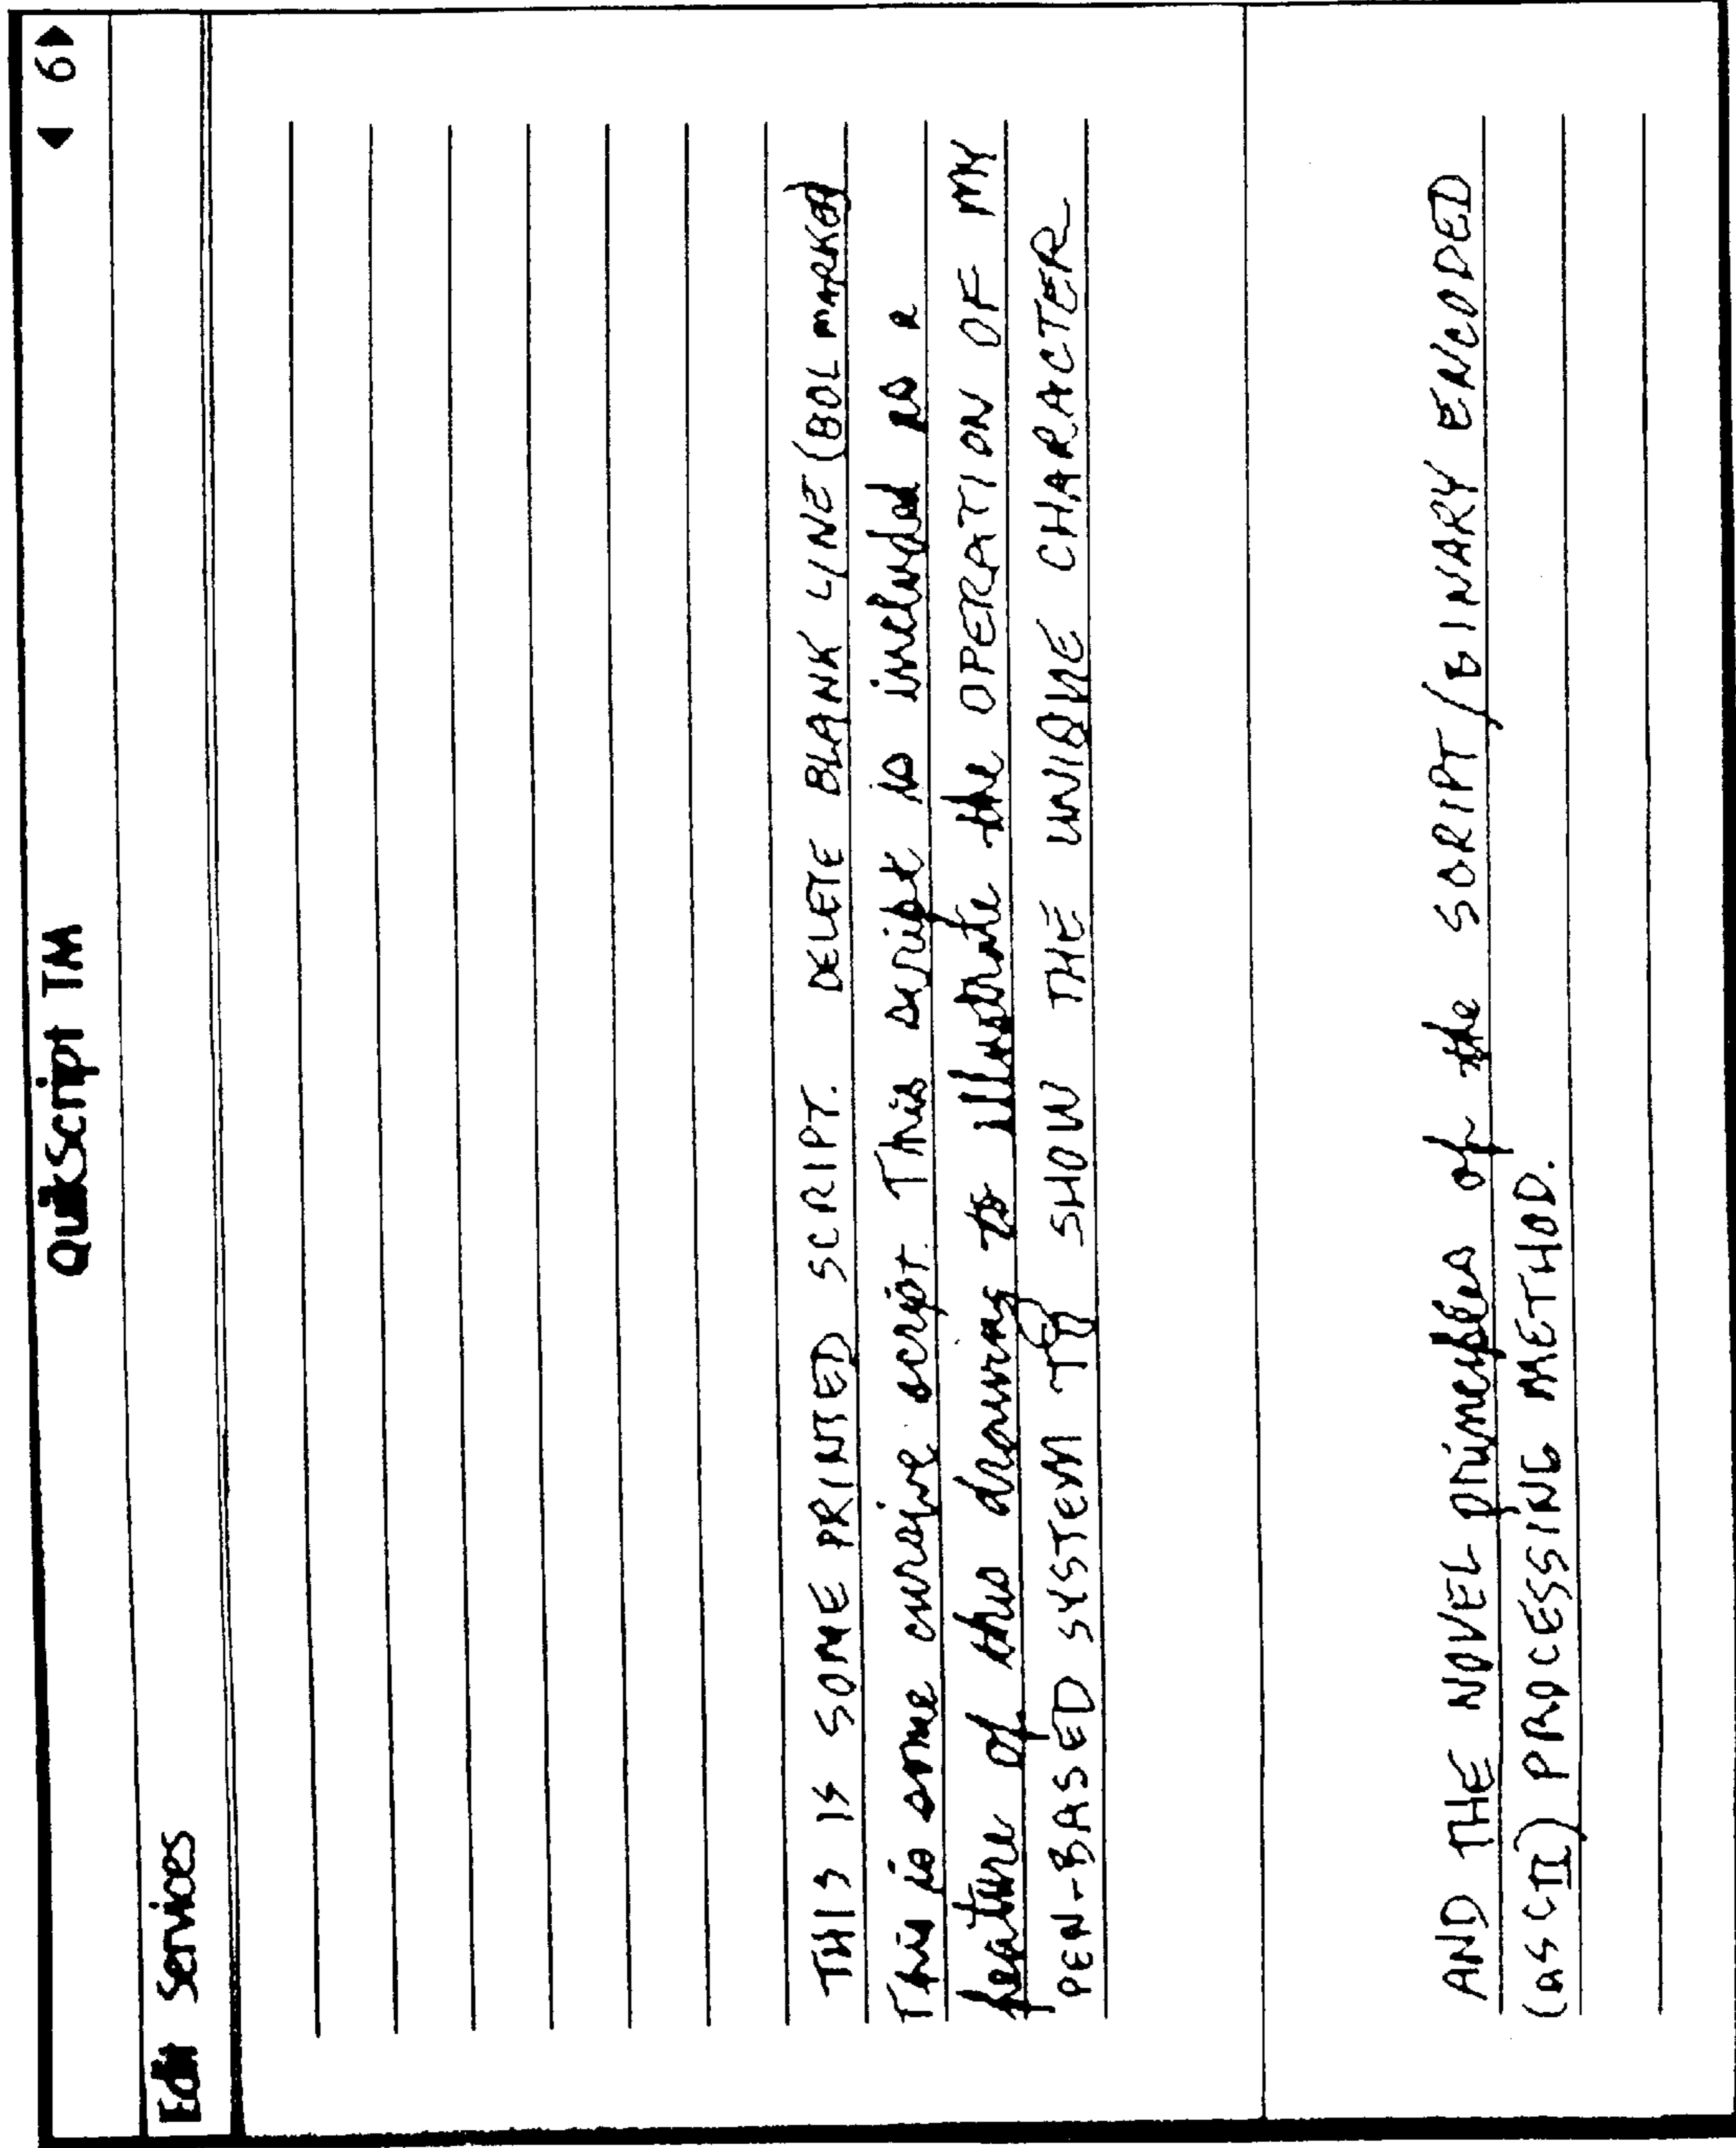 QuikScript TM ◀ 6▶
Edit Services
THIS IS SOME PRINTED SCRIPT. DELETE BLANK LINE (BOL MARKED)
This is some cursive script. This script is included as a
feature of this drawing to illustrate the OPERATION OF MY
PEN-BASED SYSTEM TO SHOW THE UNIQUE CHARACTER
AND THE NOVEL principles of the SCRIPT/BINARY ENCODED
(ASCII) PROCESSING METHOD.